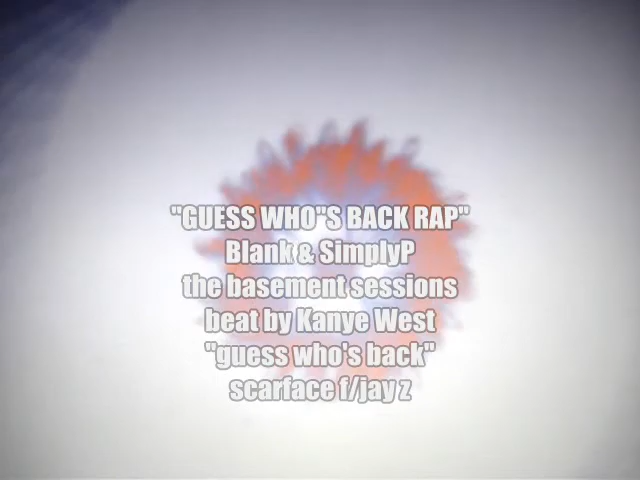 "GUESS WHO"S BACK RAP"
Blank & SimplyP
the basement sessions
beat by Kanye West
"guess who's back"
scarface f/jay z